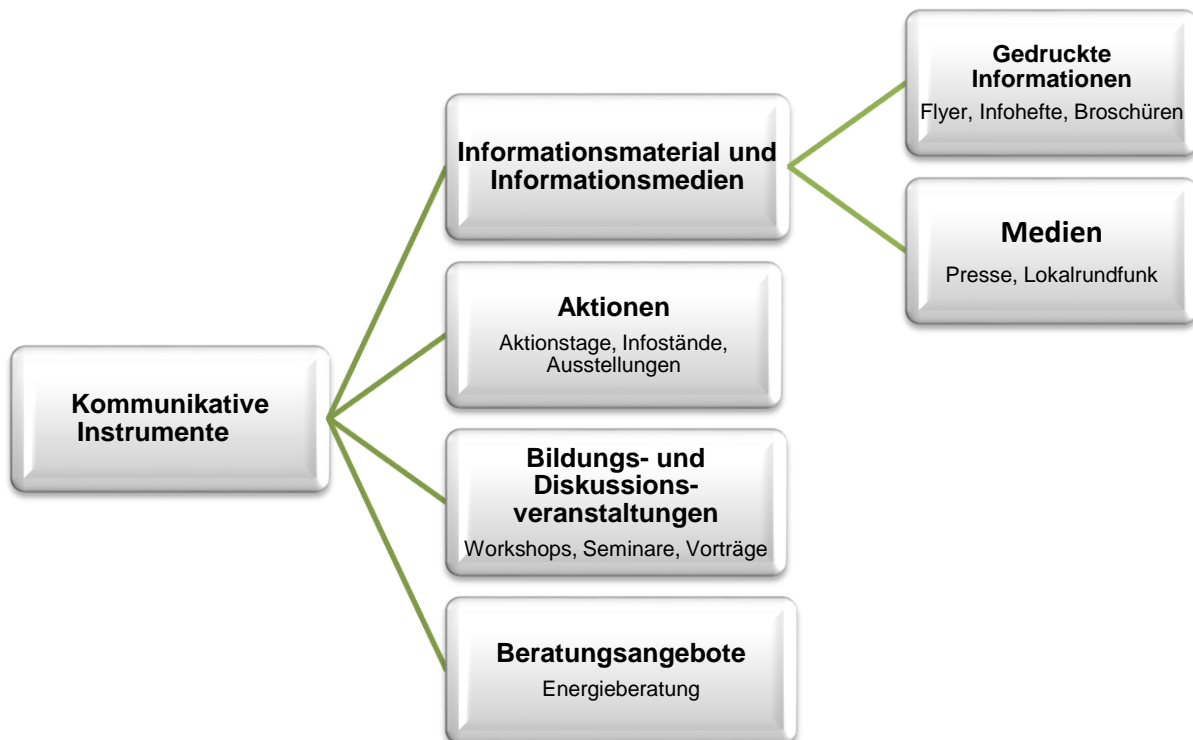 Kommunikative
Instrumente
Informationsmaterial und
Informationsmedien
Gedruckte
Informationen
Flyer, Infohefte, Broschüren
Medien
Presse, Lokalrundfunk
Aktionen
Aktionstage, Infostände,
Ausstellungen
Bildungs- und
Diskussions-
veranstaltungen
Workshops, Seminare, Vorträge
Beratungsangebote
Energieberatung